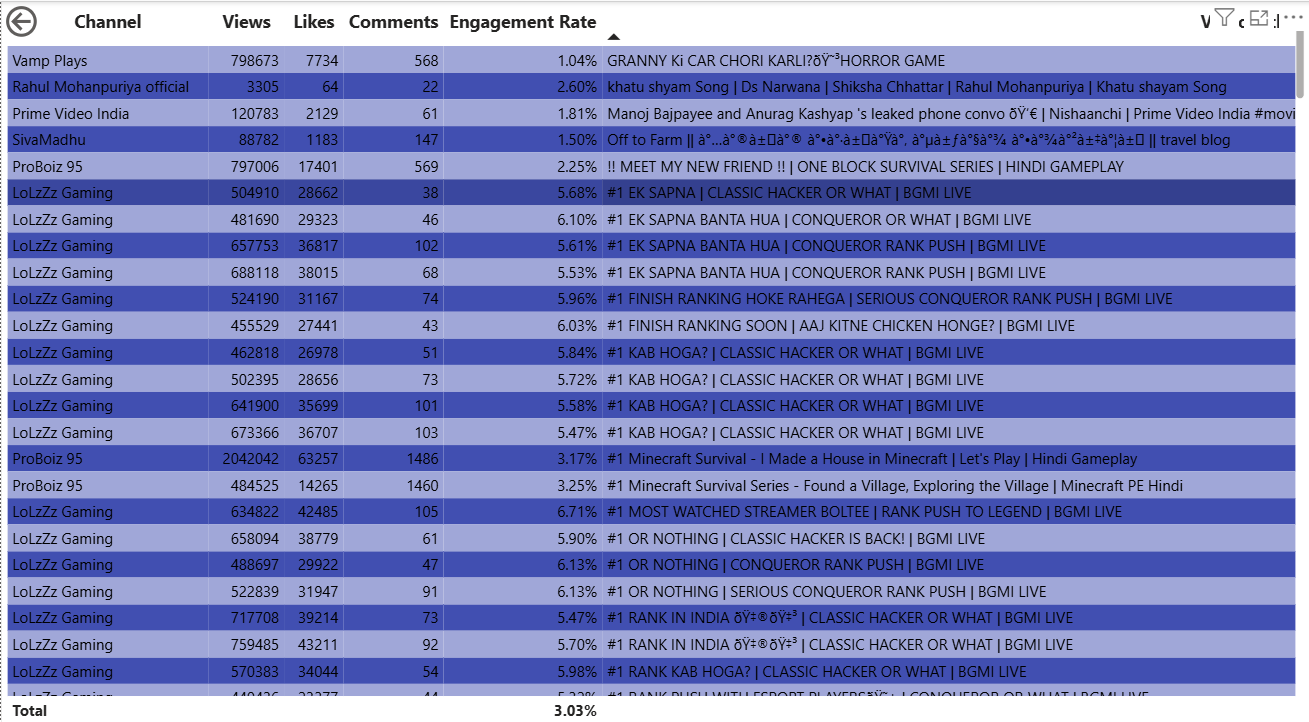 Channel Views Likes Comments Engagement Rate
Vamp Plays 798673 7734 568 1.04% GRANNY Ki CAR CHORI KARLI?ðŸ˜³HORROR GAME
Rahul Mohanpuriya official 3305 64 22 2.60% khatu shyam Song | Ds Narwana | Shiksha Chhattar | Rahul Mohanpuriya | Khatu shayam Song
Prime Video India 120783 2129 61 1.81% Manoj Bajpayee and Anurag Kashyap 's leaked phone convo ðŸ‘€ | Nishaanchi | Prime Video India #movi
SivaMadhu 88782 1183 147 1.50% Off to Farm || || travel blog
ProBoiz 95 797006 17401 569 2.25% !! MEET MY NEW FRIEND !! | ONE BLOCK SURVIVAL SERIES | HINDI GAMEPLAY
LoLzZz Gaming 504910 28662 38 5.68% #1 EK SAPNA | CLASSIC HACKER OR WHAT | BGMI LIVE
LoLzZz Gaming 481690 29323 46 6.10% #1 EK SAPNA BANTA HUA | CONQUEROR OR WHAT | BGMI LIVE
LoLzZz Gaming 657753 36817 102 5.61% #1 EK SAPNA BANTA HUA | CONQUEROR RANK PUSH | BGMI LIVE
LoLzZz Gaming 688118 38015 68 5.53% #1 EK SAPNA BANTA HUA | CONQUEROR RANK PUSH | BGMI LIVE
LoLzZz Gaming 524190 31167 74 5.96% #1 FINISH RANKING HOKE RAHEGA | SERIOUS CONQUEROR RANK PUSH | BGMI LIVE
LoLzZz Gaming 455529 27441 43 6.03% #1 FINISH RANKING SOON | AAJ KITNE CHICKEN HONGE? | BGMI LIVE
LoLzZz Gaming 462818 26978 51 5.84% #1 KAB HOGA? | CLASSIC HACKER OR WHAT | BGMI LIVE
LoLzZz Gaming 502395 28656 73 5.72% #1 KAB HOGA? | CLASSIC HACKER OR WHAT | BGMI LIVE
LoLzZz Gaming 641900 35699 101 5.58% #1 KAB HOGA? | CLASSIC HACKER OR WHAT | BGMI LIVE
LoLzZz Gaming 673366 36707 103 5.47% #1 KAB HOGA? | CLASSIC HACKER OR WHAT | BGMI LIVE
ProBoiz 95 2042042 63257 1486 3.17% #1 Minecraft Survival - I Made a House in Minecraft | Let's Play | Hindi Gameplay
ProBoiz 95 484525 14265 1460 3.25% #1 Minecraft Survival Series - Found a Village, Exploring the Village | Minecraft PE Hindi
LoLzZz Gaming 634822 42485 105 6.71% #1 MOST WATCHED STREAMER BOLTEE | RANK PUSH TO LEGEND | BGMI LIVE
LoLzZz Gaming 658094 38779 61 5.90% #1 OR NOTHING | CLASSIC HACKER IS BACK! | BGMI LIVE
LoLzZz Gaming 488697 29922 47 6.13% #1 OR NOTHING | CONQUEROR RANK PUSH | BGMI LIVE
LoLzZz Gaming 522839 31947 91 6.13% #1 OR NOTHING | SERIOUS CONQUEROR RANK PUSH | BGMI LIVE
LoLzZz Gaming 717708 39214 73 5.47% #1 RANK IN INDIA ðŸ‡®ðŸ‡³ | CLASSIC HACKER OR WHAT | BGMI LIVE
LoLzZz Gaming 759485 43211 92 5.70% #1 RANK IN INDIA ðŸ‡®ðŸ‡³ | CLASSIC HACKER OR WHAT | BGMI LIVE
LoLzZz Gaming 570383 34044 54 5.98% #1 RANK KAB HOGA? | CLASSIC HACKER OR WHAT | BGMI LIVE
Total 3.03%